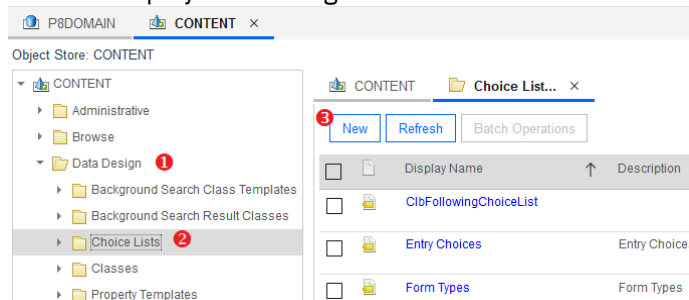 P8DOMAIN CONTENT ×
Object Store: CONTENT
CONTENT
Administrative
Browse
Data Design 1
Background Search Class Templates
Background Search Result Classes
Choice Lists 2
Classes
Property Templates
CONTENT Choice List... ×
3
New Refresh Batch Operations
Display Name ↑ Description
ClbFollowingChoiceList
Entry Choices Entry Choice
Form Types Form Types